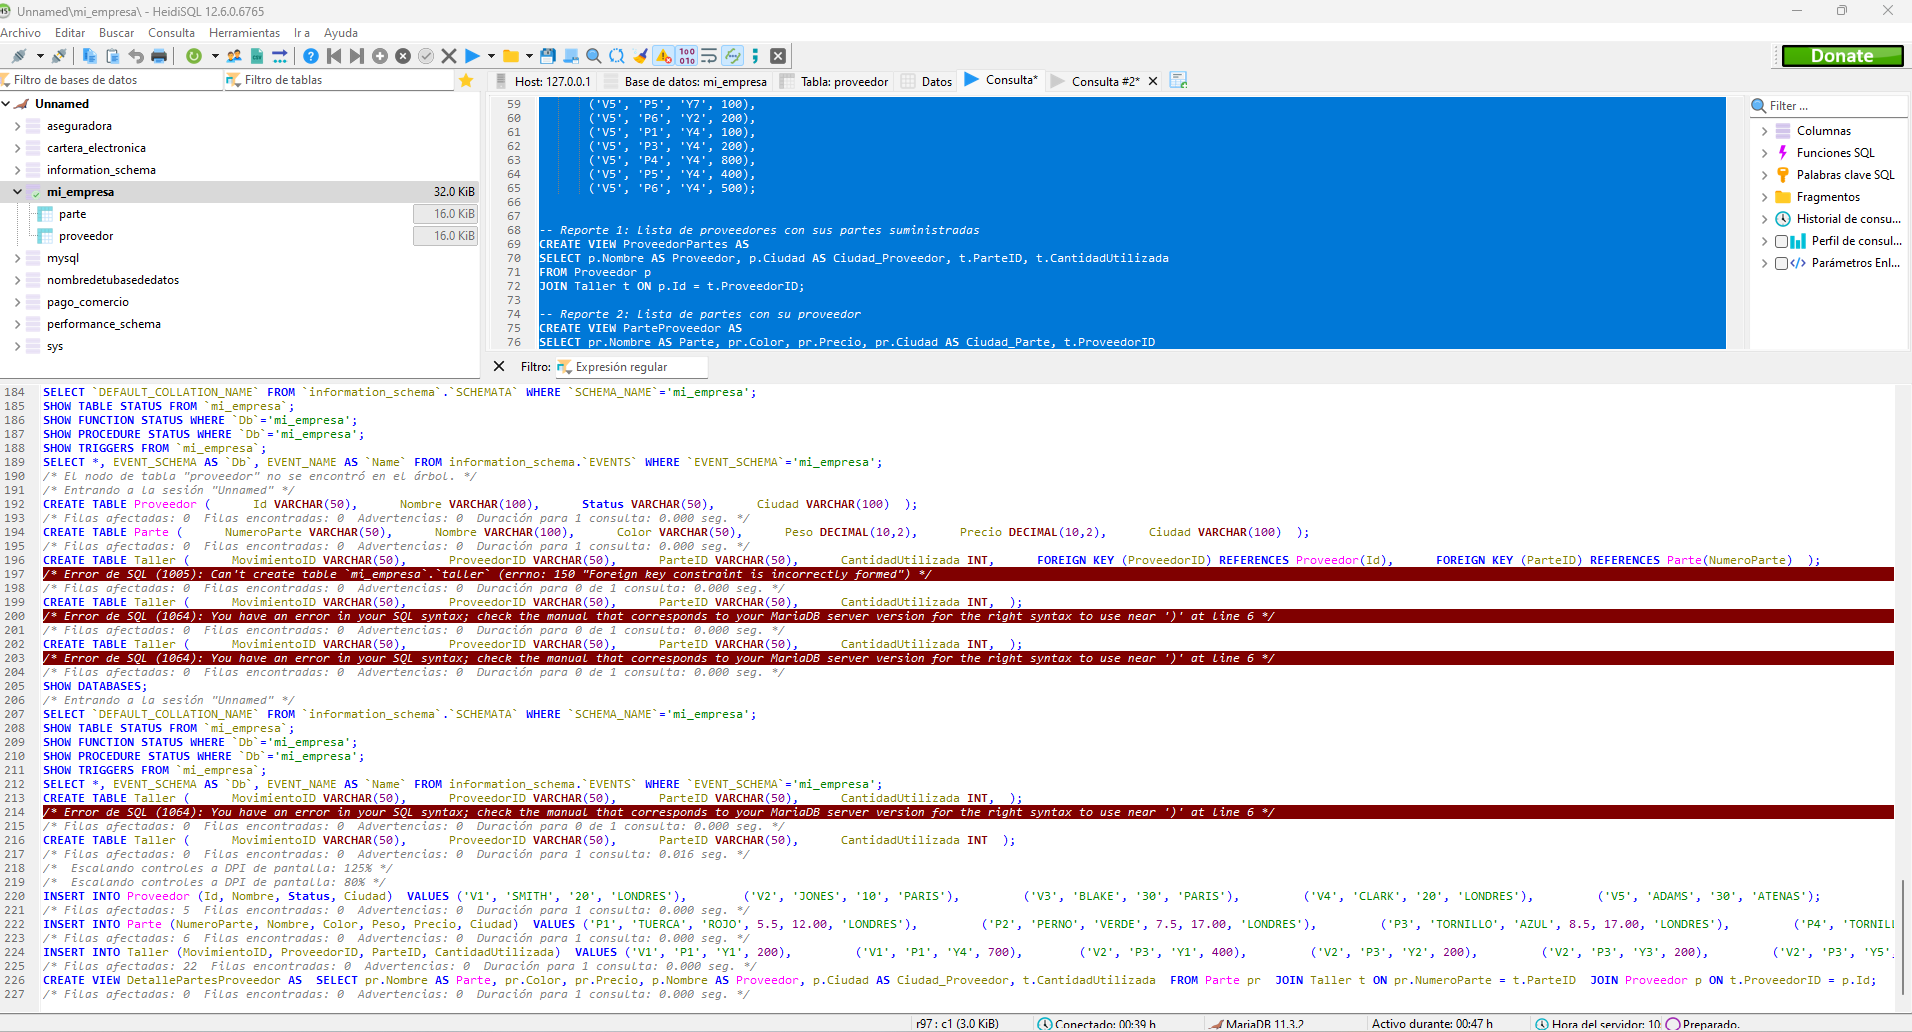 Unnamed\mi_empresa\ - HeidiSQL 12.6.0.6765
Archivo Editar Buscar Consulta Herramientas Ir a Ayuda
Donate
Filtro de bases de datos Filtro de tablas
Host: 127.0.0.1 Base de datos: mi_empresa Tabla: proveedor Datos Consulta* Consulta #2*
Unnamed
aseguradora
cartera_electronica
information_schema
mi_empresa 32.0 KiB
parte 16.0 KiB
proveedor 16.0 KiB
mysql
nombredetubasededatos
pago_comercio
performance_schema
sys
59 ('V5', 'P5', 'Y7', 100),
60 ('V5', 'P6', 'Y2', 200),
61 ('V5', 'P1', 'Y4', 100),
62 ('V5', 'P3', 'Y4', 200),
63 ('V5', 'P4', 'Y4', 800),
64 ('V5', 'P5', 'Y4', 400),
65 ('V5', 'P6', 'Y4', 500);
66
67
68 -- Reporte 1: Lista de proveedores con sus partes suministradas
69 CREATE VIEW ProveedorPartes AS
70 SELECT p.Nombre AS Proveedor, p.Ciudad AS Ciudad_Proveedor, t.ParteID, t.CantidadUtilizada
71 FROM Proveedor p
72 JOIN Taller t ON p.Id = t.ProveedorID;
73
74 -- Reporte 2: Lista de partes con su proveedor
75 CREATE VIEW ParteProveedor AS
76 SELECT pr.Nombre AS Parte, pr.Color, pr.Precio, pr.Ciudad AS Ciudad_Parte, t.ProveedorID
Filter ...
Columnas
Funciones SQL
Palabras clave SQL
Fragmentos
Historial de consu...
Perfil de consul...
Parámetros Enl...
Filtro: Expresión regular
184 SELECT `DEFAULT_COLLATION_NAME` FROM `information_schema`.`SCHEMATA` WHERE `SCHEMA_NAME`='mi_empresa';
185 SHOW TABLE STATUS FROM `mi_empresa`;
186 SHOW FUNCTION STATUS WHERE `Db`='mi_empresa';
187 SHOW PROCEDURE STATUS WHERE `Db`='mi_empresa';
188 SHOW TRIGGERS FROM `mi_empresa`;
189 SELECT *, EVENT_SCHEMA AS `Db`, EVENT_NAME AS `Name` FROM information_schema.`EVENTS` WHERE `EVENT_SCHEMA`='mi_empresa';
190 /* El nodo de tabla "proveedor" no se encontró en el árbol. */
191 /* Entrando a la sesión "Unnamed" */
192 CREATE TABLE Proveedor ( Id VARCHAR(50), Nombre VARCHAR(100), Status VARCHAR(50), Ciudad VARCHAR(100) );
193 /* Filas afectadas: 0 Filas encontradas: 0 Advertencias: 0 Duración para 1 consulta: 0.000 seg. */
194 CREATE TABLE Parte ( NumeroParte VARCHAR(50), Nombre VARCHAR(100), Color VARCHAR(50), Peso DECIMAL(10,2), Precio DECIMAL(10,2), Ciudad VARCHAR(100) );
195 /* Filas afectadas: 0 Filas encontradas: 0 Advertencias: 0 Duración para 1 consulta: 0.000 seg. */
196 CREATE TABLE Taller ( MovimientoID VARCHAR(50), ProveedorID VARCHAR(50), ParteID VARCHAR(50), CantidadUtilizada INT, FOREIGN KEY (ProveedorID) REFERENCES Proveedor(Id), FOREIGN KEY (ParteID) REFERENCES Parte(NumeroParte) );
197 /* Error de SQL (1005): Can't create table `mi_empresa`.`taller` (errno: 150 "Foreign key constraint is incorrectly formed") */
198 /* Filas afectadas: 0 Filas encontradas: 0 Advertencias: 0 Duración para 0 de 1 consulta: 0.000 seg. */
199 CREATE TABLE Taller ( MovimientoID VARCHAR(50), ProveedorID VARCHAR(50), ParteID VARCHAR(50), CantidadUtilizada INT, );
200 /* Error de SQL (1064): You have an error in your SQL syntax; check the manual that corresponds to your MariaDB server version for the right syntax to use near ')' at line 6 */
201 /* Filas afectadas: 0 Filas encontradas: 0 Advertencias: 0 Duración para 0 de 1 consulta: 0.000 seg. */
202 CREATE TABLE Taller ( MovimientoID VARCHAR(50), ProveedorID VARCHAR(50), ParteID VARCHAR(50), CantidadUtilizada INT, );
203 /* Error de SQL (1064): You have an error in your SQL syntax; check the manual that corresponds to your MariaDB server version for the right syntax to use near ')' at line 6 */
204 /* Filas afectadas: 0 Filas encontradas: 0 Advertencias: 0 Duración para 0 de 1 consulta: 0.000 seg. */
205 SHOW DATABASES;
206 /* Entrando a la sesión "Unnamed" */
207 SELECT `DEFAULT_COLLATION_NAME` FROM `information_schema`.`SCHEMATA` WHERE `SCHEMA_NAME`='mi_empresa';
208 SHOW TABLE STATUS FROM `mi_empresa`;
209 SHOW FUNCTION STATUS WHERE `Db`='mi_empresa';
210 SHOW PROCEDURE STATUS WHERE `Db`='mi_empresa';
211 SHOW TRIGGERS FROM `mi_empresa`;
212 SELECT *, EVENT_SCHEMA AS `Db`, EVENT_NAME AS `Name` FROM information_schema.`EVENTS` WHERE `EVENT_SCHEMA`='mi_empresa';
213 CREATE TABLE Taller ( MovimientoID VARCHAR(50), ProveedorID VARCHAR(50), ParteID VARCHAR(50), CantidadUtilizada INT, );
214 /* Error de SQL (1064): You have an error in your SQL syntax; check the manual that corresponds to your MariaDB server version for the right syntax to use near ')' at line 6 */
215 /* Filas afectadas: 0 Filas encontradas: 0 Advertencias: 0 Duración para 0 de 1 consulta: 0.000 seg. */
216 CREATE TABLE Taller ( MovimientoID VARCHAR(50), ProveedorID VARCHAR(50), ParteID VARCHAR(50), CantidadUtilizada INT );
217 /* Filas afectadas: 0 Filas encontradas: 0 Advertencias: 0 Duración para 1 consulta: 0.016 seg. */
218 /* Escalando controles a DPI de pantalla: 125% */
219 /* Escalando controles a DPI de pantalla: 80% */
220 INSERT INTO Proveedor (Id, Nombre, Status, Ciudad) VALUES ('V1', 'SMITH', '20', 'LONDRES'), ('V2', 'JONES', '10', 'PARIS'), ('V3', 'BLAKE', '30', 'PARIS'), ('V4', 'CLARK', '20', 'LONDRES'), ('V5', 'ADAMS', '30', 'ATENAS');
221 /* Filas afectadas: 5 Filas encontradas: 0 Advertencias: 0 Duración para 1 consulta: 0.000 seg. */
222 INSERT INTO Parte (NumeroParte, Nombre, Color, Peso, Precio, Ciudad) VALUES ('P1', 'TUERCA', 'ROJO', 5.5, 12.00, 'LONDRES'), ('P2', 'PERNO', 'VERDE', 7.5, 17.00, 'LONDRES'), ('P3', 'TORNILLO', 'AZUL', 8.5, 17.00, 'LONDRES'), ('P4', 'TORNILL
223 /* Filas afectadas: 6 Filas encontradas: 0 Advertencias: 0 Duración para 1 consulta: 0.000 seg. */
224 INSERT INTO Taller (MovimientoID, ProveedorID, ParteID, CantidadUtilizada) VALUES ('V1', 'P1', 'Y1', 200), ('V1', 'P1', 'Y4', 700), ('V2', 'P3', 'Y1', 400), ('V2', 'P3', 'Y2', 200), ('V2', 'P3', 'Y3', 200), ('V2', 'P3', 'Y5'
225 /* Filas afectadas: 22 Filas encontradas: 0 Advertencias: 0 Duración para 1 consulta: 0.000 seg. */
226 CREATE VIEW DetallePartesProveedor AS SELECT pr.Nombre AS Parte, pr.Color, pr.Precio, p.Nombre AS Proveedor, p.Ciudad AS Ciudad_Proveedor, t.CantidadUtilizada FROM Parte pr JOIN Taller t ON pr.NumeroParte = t.ParteID JOIN Proveedor p ON t.ProveedorID = p.Id;
227 /* Filas afectadas: 0 Filas encontradas: 0 Advertencias: 0 Duración para 1 consulta: 0.000 seg. */
r97 : c1 (3.0 KiB) Conectado: 00:39 h MariaDB 11.3.2 Activo durante: 00:47 h Hora del servidor: 10: Preparado.